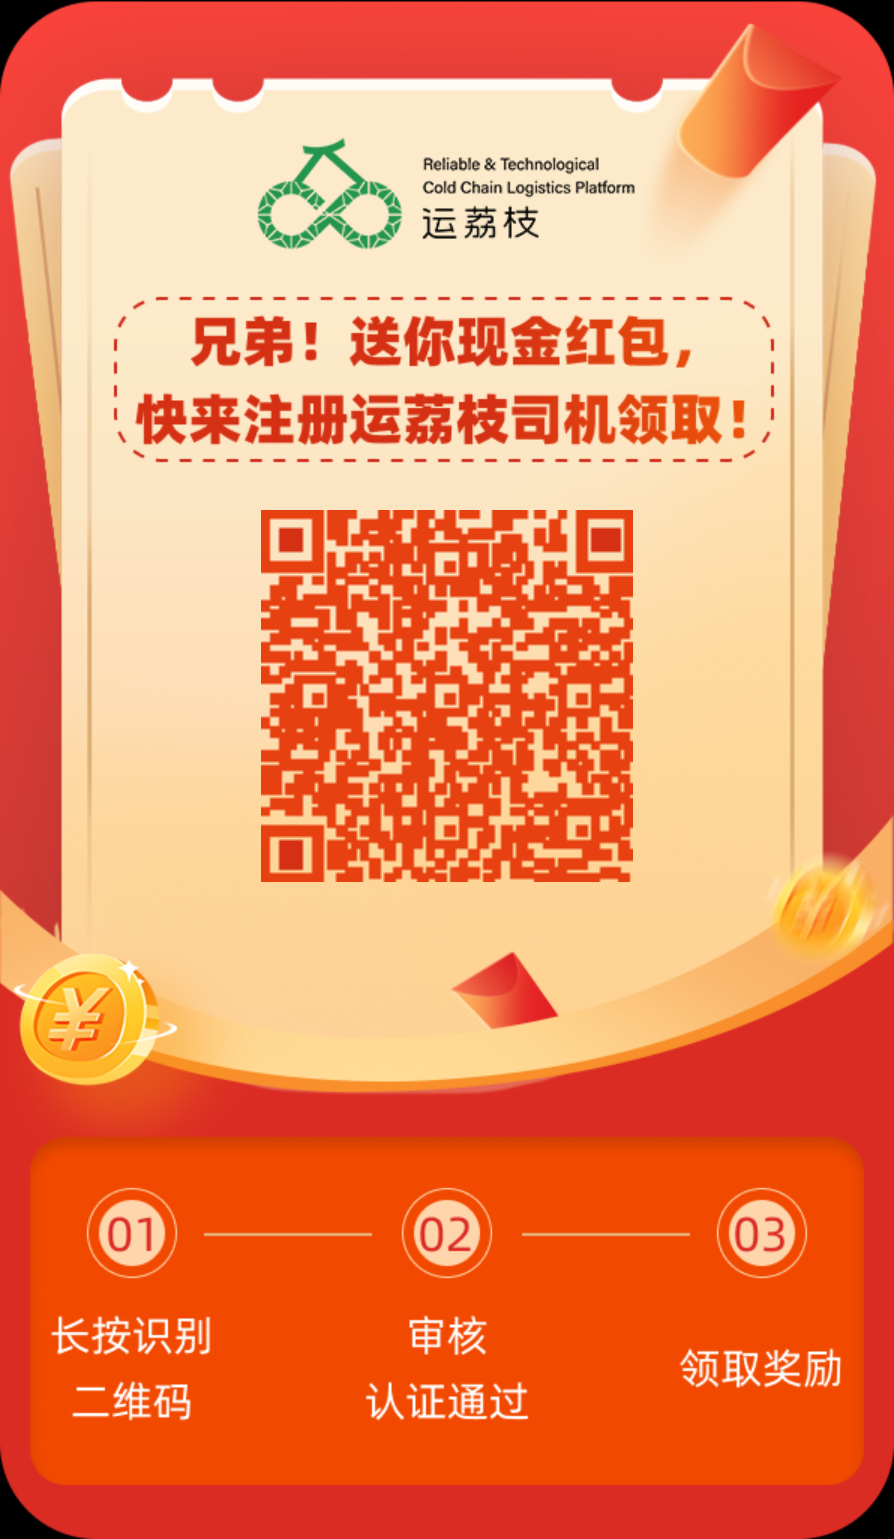 Reliable & Technological
Cold Chain Logistics Platform
运荔枝
兄弟！送你现金红包，
快来注册运荔枝司机领取！
¥
01
02
03
长按识别
二维码
审核
认证通过
领取奖励